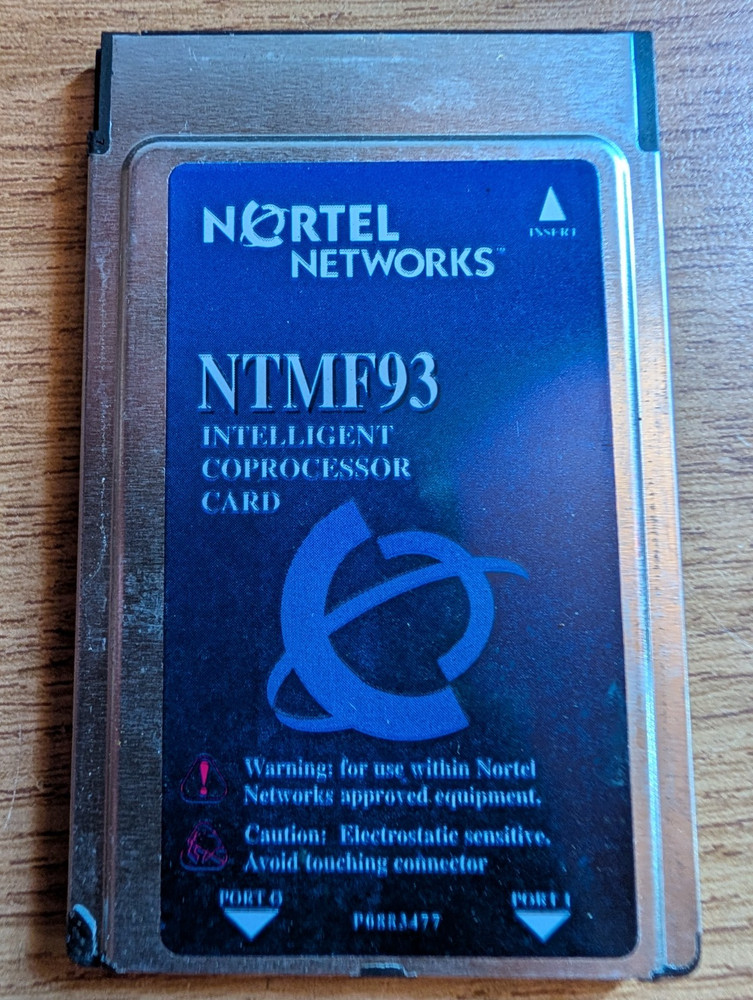 NORTEL
NETWORKS™
INSERT
NTMF93
INTELLIGENT
COPROCESSOR
CARD
! Warning: for use within Nortel
Networks approved equipment.
Caution: Electrostatic sensitive.
Avoid touching connector
PORT 0 P0883477 PORT 1